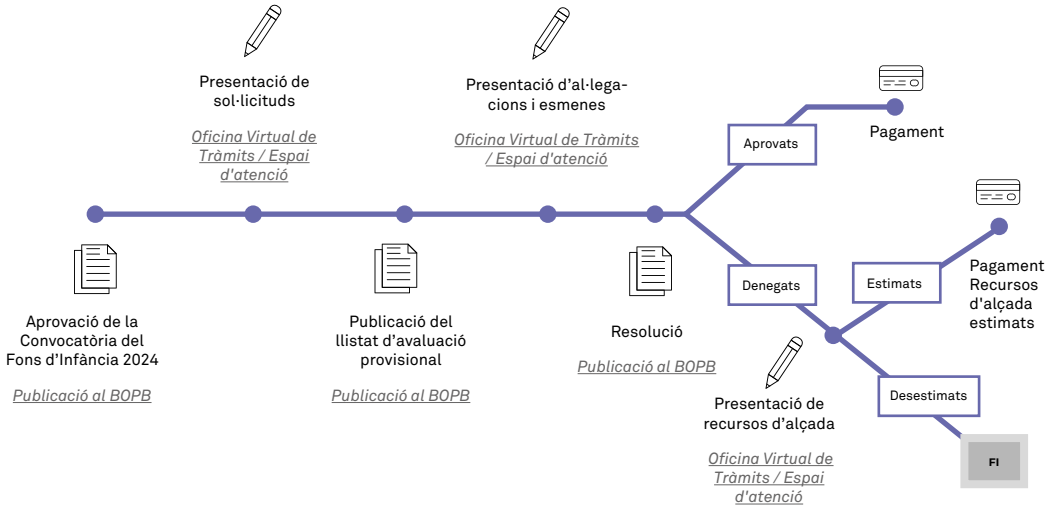 Presentació de
sol·licituds
Oficina Virtual de
Tràmits / Espai
d'atenció
Presentació d’al·lega-
cions i esmenes
Oficina Virtual de Tràmits
/ Espai d'atenció
Aprovats
Pagament
Aprovació de la
Convocatòria del
Fons d’Infància 2024
Publicació al BOPB
Publicació del
llistat d’avaluació
provisional
Publicació al BOPB
Resolució
Publicació al BOPB
Denegats
Estimats
Pagament
Recursos
d'alçada
estimats
Presentació de
recursos d’alçada
Oficina Virtual de
Tràmits / Espai
d'atenció
Desestimats
FI